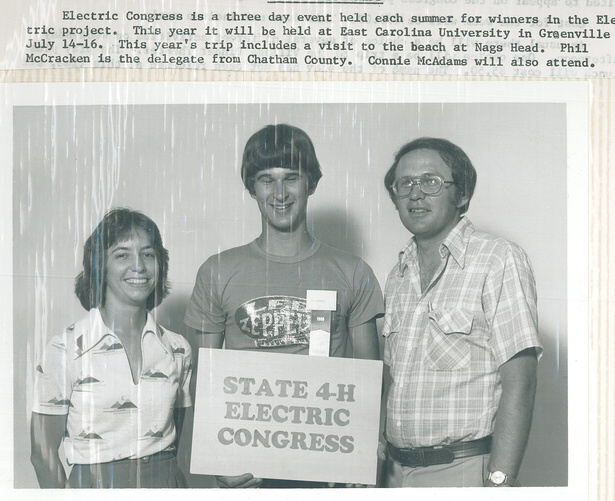 Electric Congress is a three day event held each summer for winners in the Ele
tric project. This year it will be held at East Carolina University in Greenville
July 14-16. This year's trip includes a visit to the beach at Nags Head. Phil
McCracken is the delegate from Chatham County. Connie McAdams will also attend.
LED
ZEPPELIN
STATE 4-H
ELECTRIC
CONGRESS